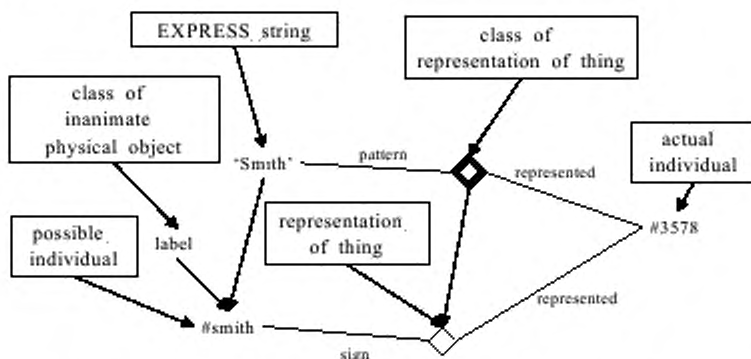 EXPRESS string
class of
representation of thing
class of
inanimate
physical object
actual
individual
"Smith"
pattern
represented
representation
of thing
possible
individual
label
#3578
represented
#smith
sign